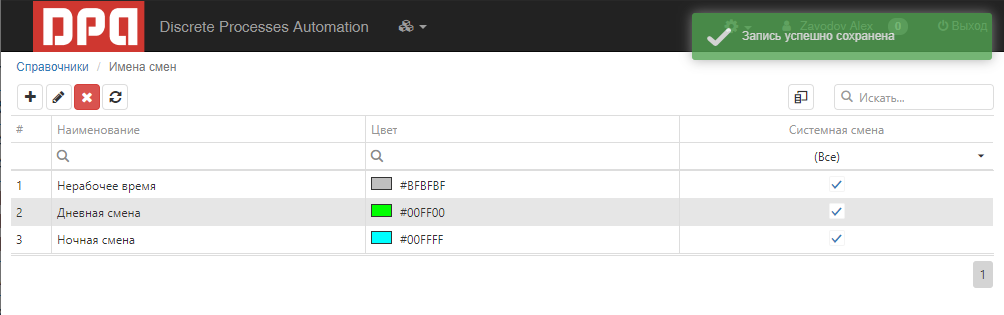 DPA Discrete Processes Automation Zavodov Alex 0 Выход
Запись успешно сохранена
Справочники / Имена смен
Искать...
# Наименование Цвет Системная смена
(Все)
1 Нерабочее время #BFBFBF
2 Дневная смена #00FF00
3 Ночная смена #00FFFF
1